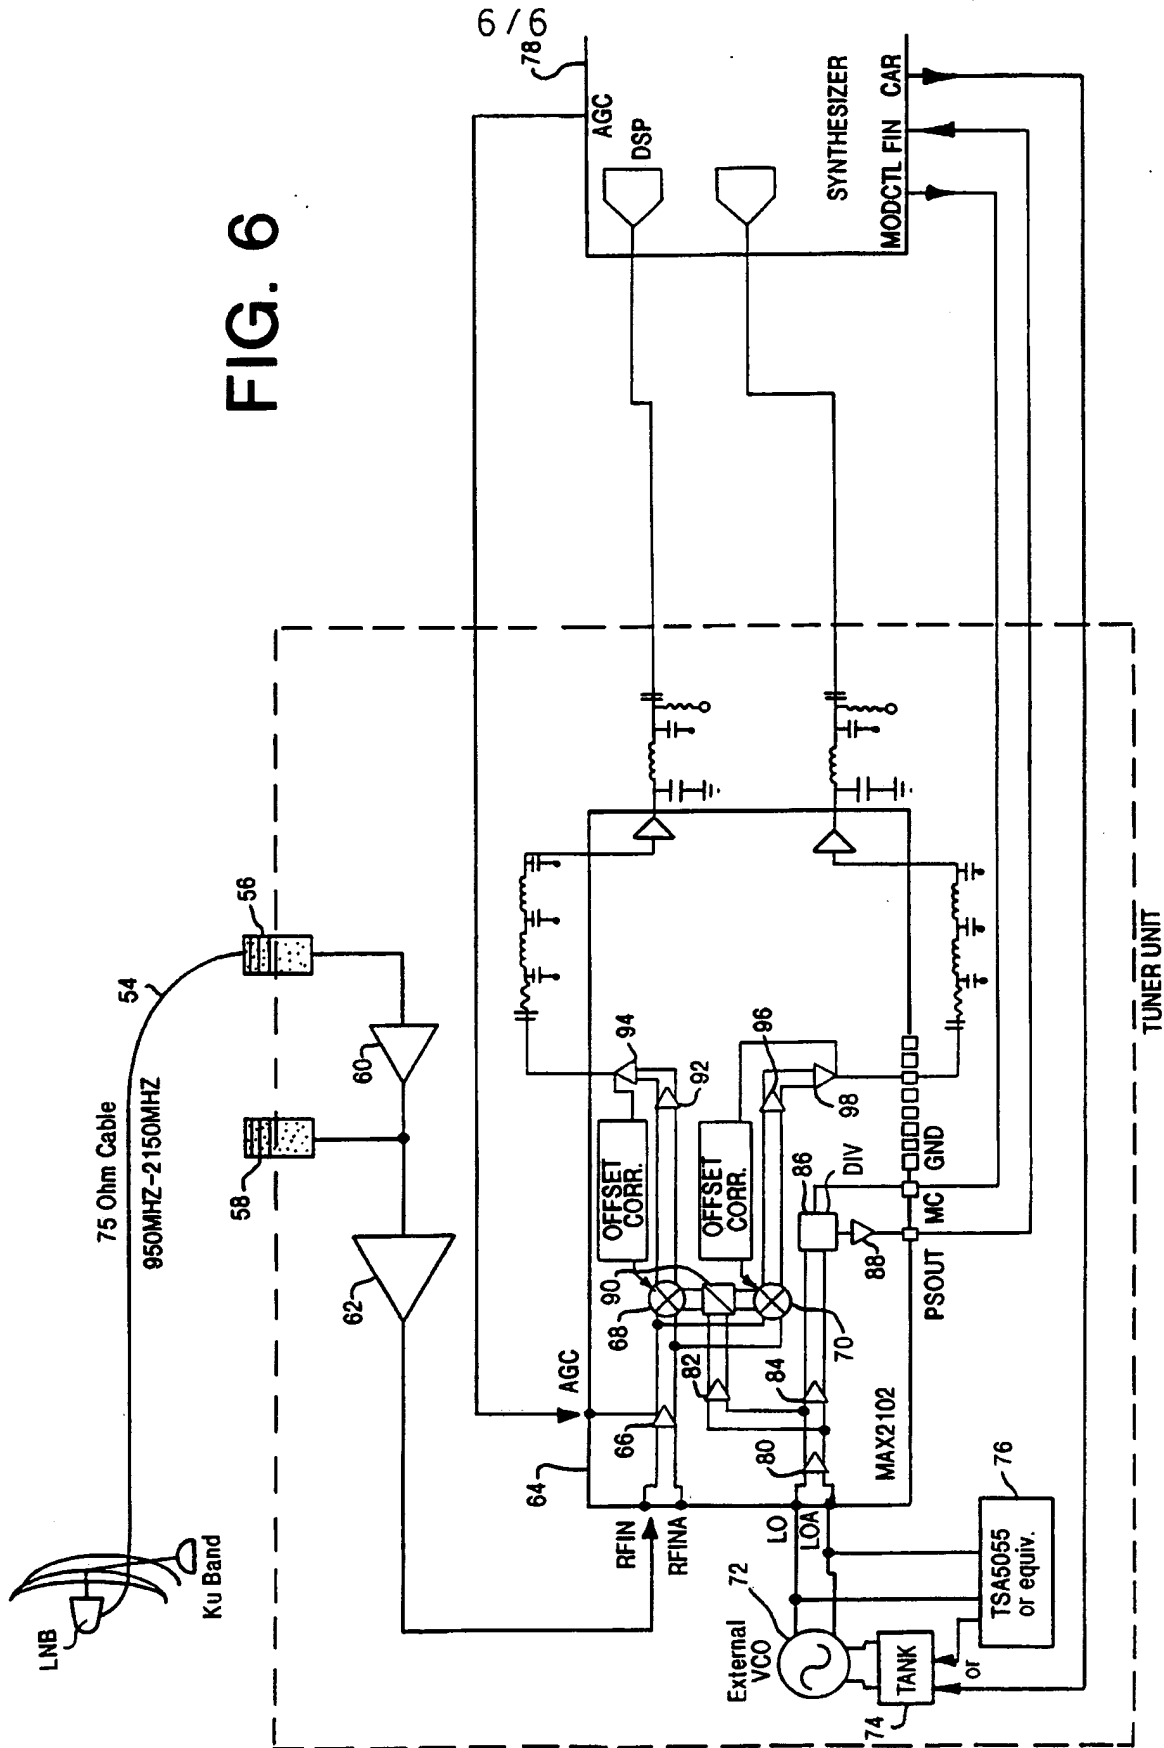 6/6
FIG. 6
LNB
Ku Band
75 Ohm Cable
950MHZ-2150MHZ
54
56
58
60
62
64
AGC
RFIN
RFINA
66
68
90
OFFSET
CORR.
94
92
OFFSET
CORR.
96
98
70
82
84
80
86
DIV
88
LO
LOA
MAX2102
PSOUT
MC
GND
72
External
VCO
TANK
74
or
76
TSA5055
or equiv.
TUNER UNIT
78
AGC
DSP
SYNTHESIZER
MODCTL
FIN
CAR